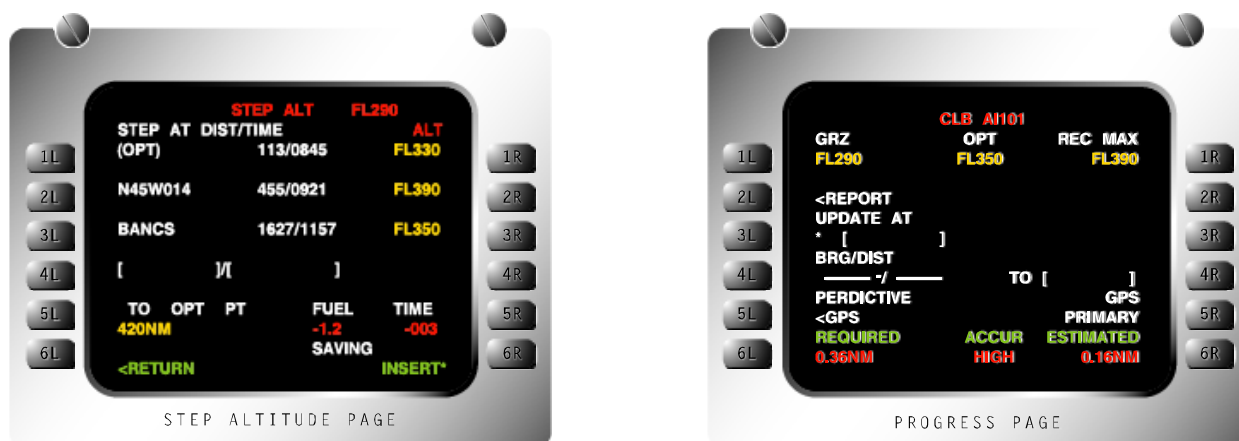 STEP ALT FL290
STEP AT DIST/TIME ALT
(OPT) 113/0845 FL330
N45W014 455/0921 FL390
BANCS 1627/1157 FL350
[ ]/[ ]
TO OPT PT FUEL TIME
420NM -1.2 -003
SAVING
<RETURN INSERT*
1L
2L
3L
4L
5L
6L
1R
2R
3R
4R
5R
6R
STEP ALTITUDE PAGE
CLB AI101
GRZ OPT REC MAX
FL290 FL350 FL390
<REPORT
UPDATE AT
* [ ]
BRG/DIST
---- -/ ---- TO [ ]
PERDICTIVE GPS
<GPS PRIMARY
REQUIRED ACCUR ESTIMATED
0.36NM HIGH 0.16NM
1L
2L
3L
4L
5L
6L
1R
2R
3R
4R
5R
6R
PROGRESS PAGE